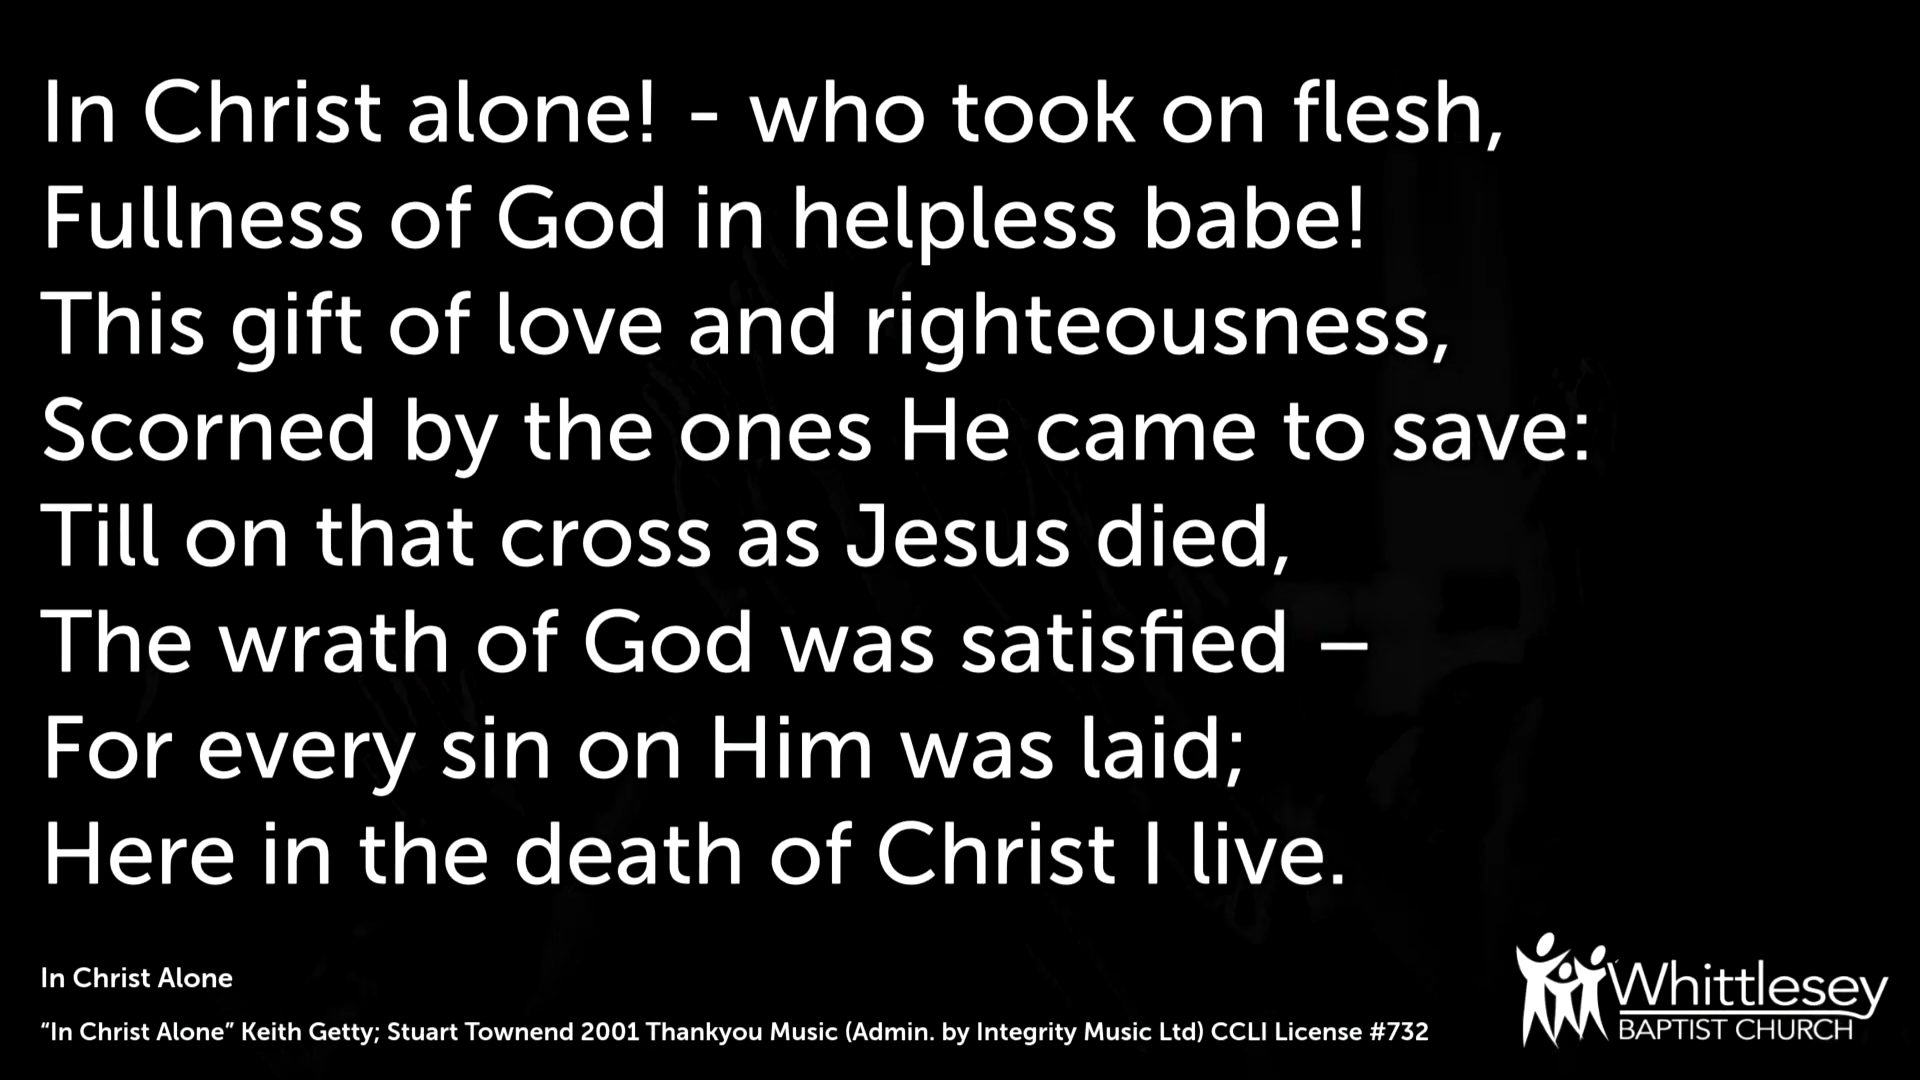 In Christ alone! - who took on flesh,
Fullness of God in helpless babe!
This gift of love and righteousness,
Scorned by the ones He came to save:
Till on that cross as Jesus died,
The wrath of God was satisfied –
For every sin on Him was laid;
Here in the death of Christ I live.
In Christ Alone
“In Christ Alone” Keith Getty; Stuart Townend 2001 Thankyou Music (Admin. by Integrity Music Ltd) CCLI License #732
Whittlesey
BAPTIST CHURCH